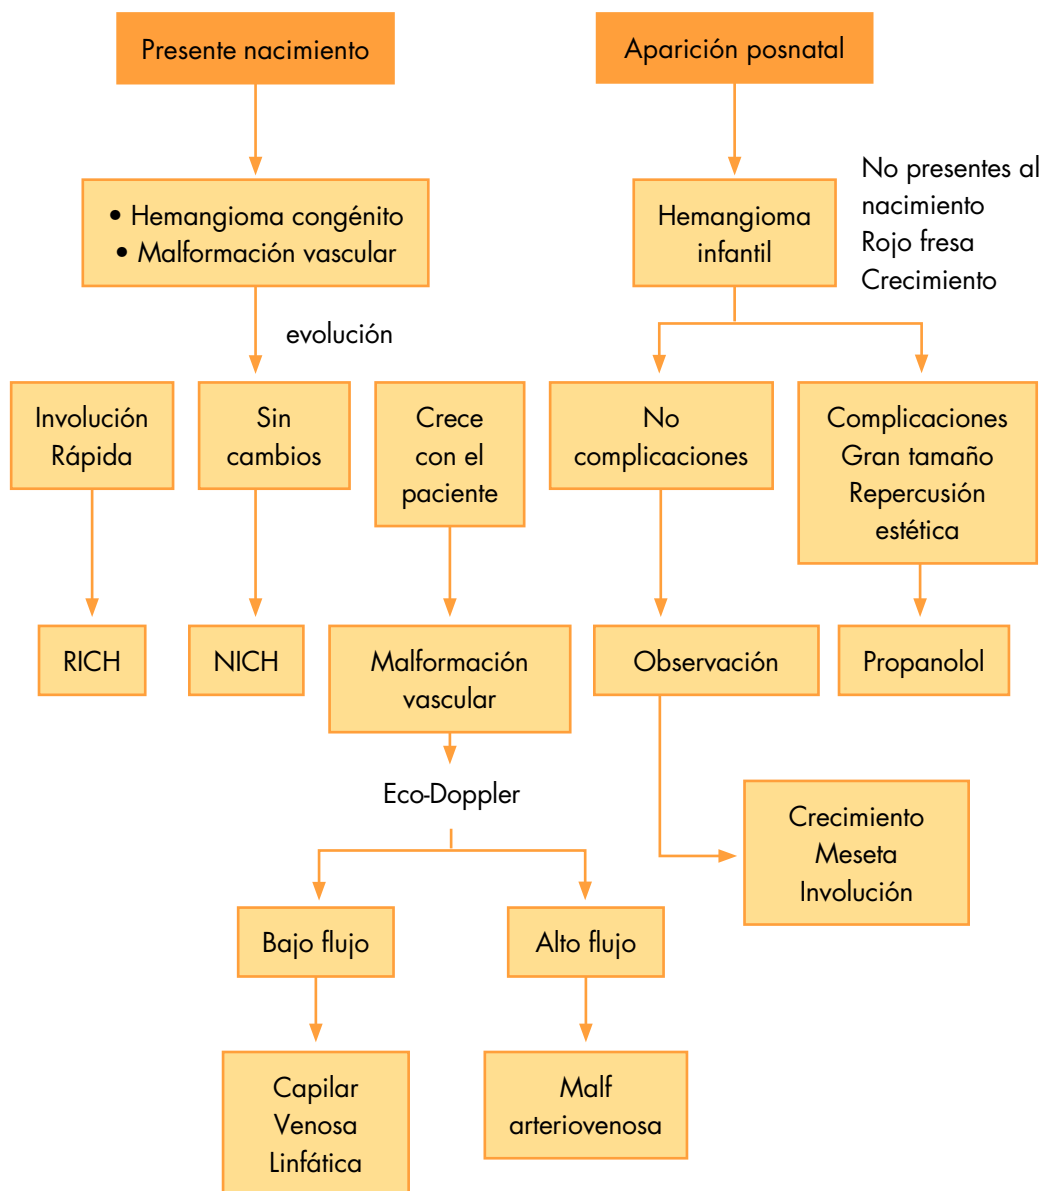 Presente nacimiento
Aparición posnatal
• Hemangioma congénito
• Malformación vascular
Hemangioma
infantil
No presentes al
nacimiento
Rojo fresa
Crecimiento
evolución
Involución
Rápida
Sin
cambios
Crece
con el
paciente
No
complicaciones
Complicaciones
Gran tamaño
Repercusión
estética
RICH
NICH
Malformación
vascular
Observación
Propanolol
Eco-Doppler
Crecimiento
Meseta
Involución
Bajo flujo
Alto flujo
Capilar
Venosa
Linfática
Malf
arteriovenosa